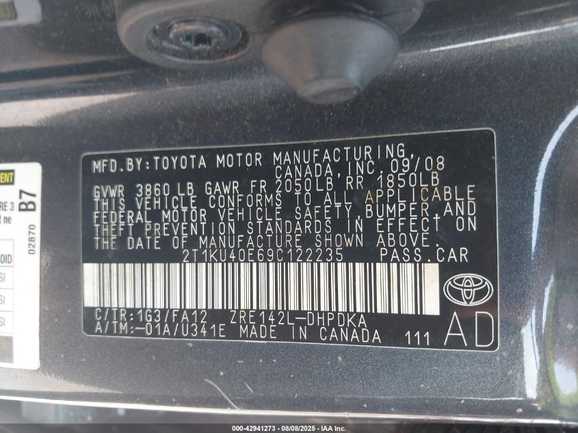 MFD.BY:TOYOTA MOTOR MANUFACTURING
CANADA,INC. 09/08
GVWR 3860 LB GAWR FR 2050LB RR 1850LB
THIS VEHICLE CONFORMS TO ALL APPLICABLE
FEDERAL MOTOR VEHICLE SAFETY, BUMPER, AND
THEFT PREVENTION STANDARDS IN EFFECT ON
THE DATE OF MANUFACTURE SHOWN ABOVE.
2T1KU40E69C122235 PASS.CAR
C/TR:1G3/FA12 ZRE142L-DHPDKA
A/TM:-01A/U341E MADE IN CANADA 111
AD
B7
02870
000-42941273 - 08/08/2025 - IAA Inc.